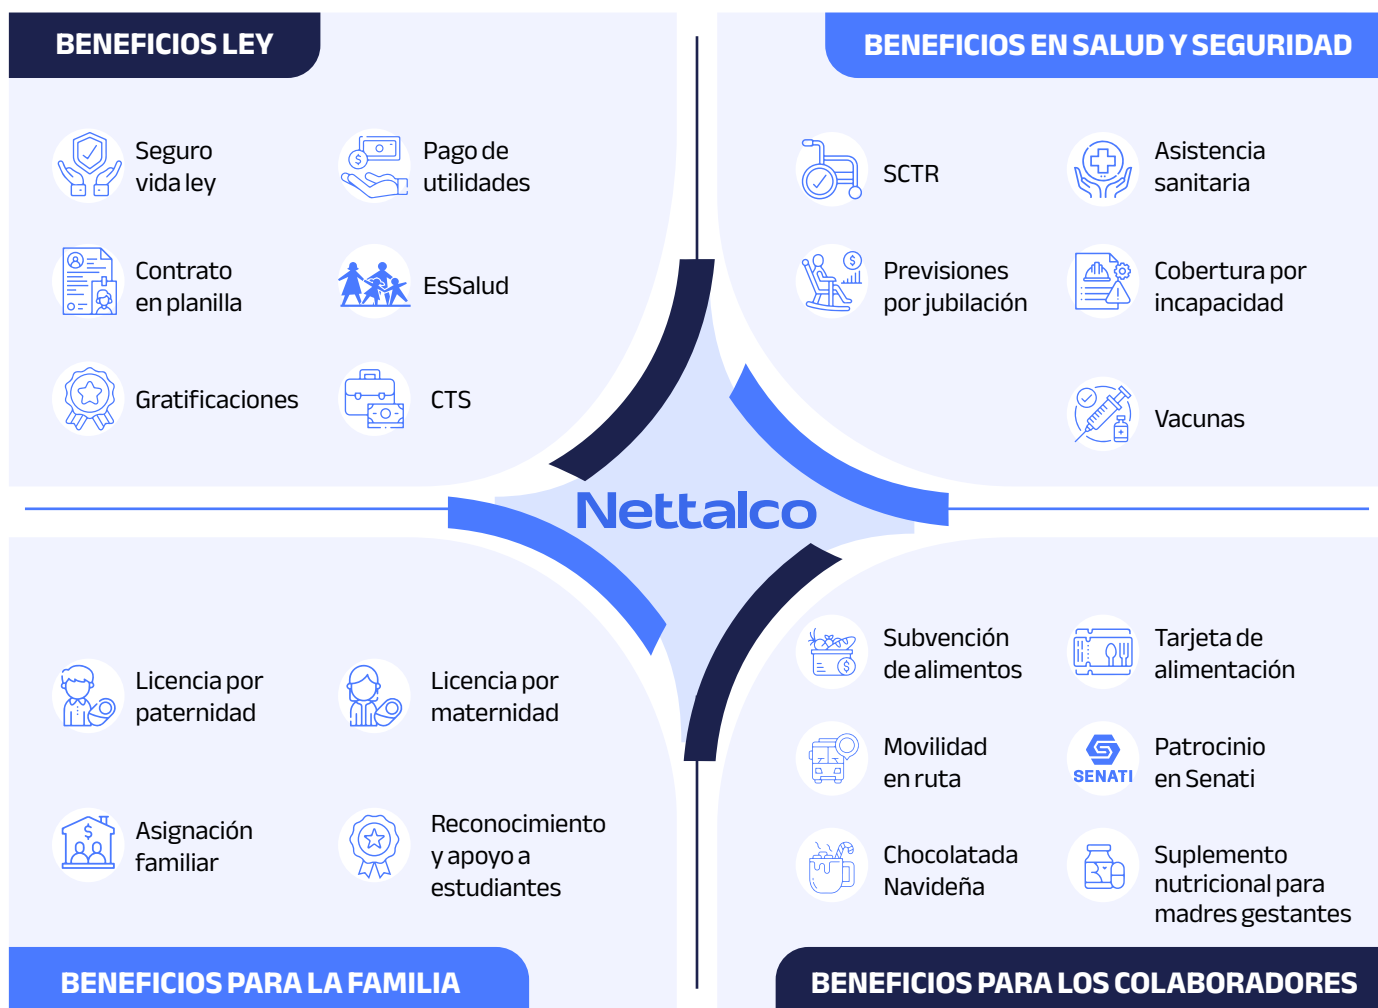 BENEFICIOS LEY
Seguro
vida ley
Pago de
utilidades
Contrato
en planilla
EsSalud
Gratificaciones
CTS
BENEFICIOS EN SALUD Y SEGURIDAD
SCTR
Asistencia
sanitaria
Previsiones
por jubilación
Cobertura por
incapacidad
Vacunas
Nettalco
Licencia por
paternidad
Licencia por
maternidad
Asignación
familiar
Reconocimiento
y apoyo a
estudiantes
BENEFICIOS PARA LA FAMILIA
Subvención
de alimentos
Tarjeta de
alimentación
Movilidad
en ruta
SENATI
Patrocinio
en Senati
Chocolatada
Navideña
Suplemento
nutricional para
madres gestantes
BENEFICIOS PARA LOS COLABORADORES